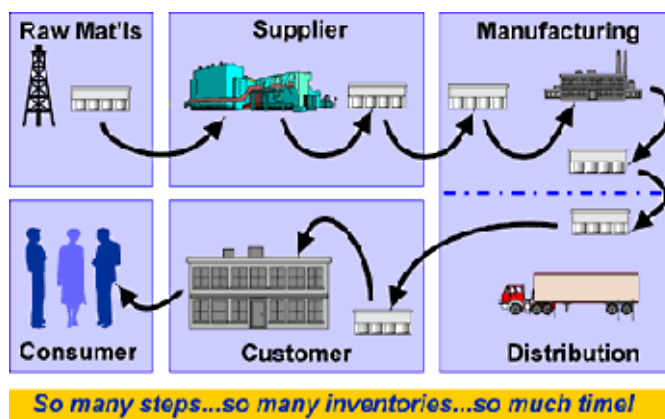 Raw Mat'ls
Supplier
Manufacturing
Consumer
Customer
Distribution
So many steps...so many inventories...so much time!